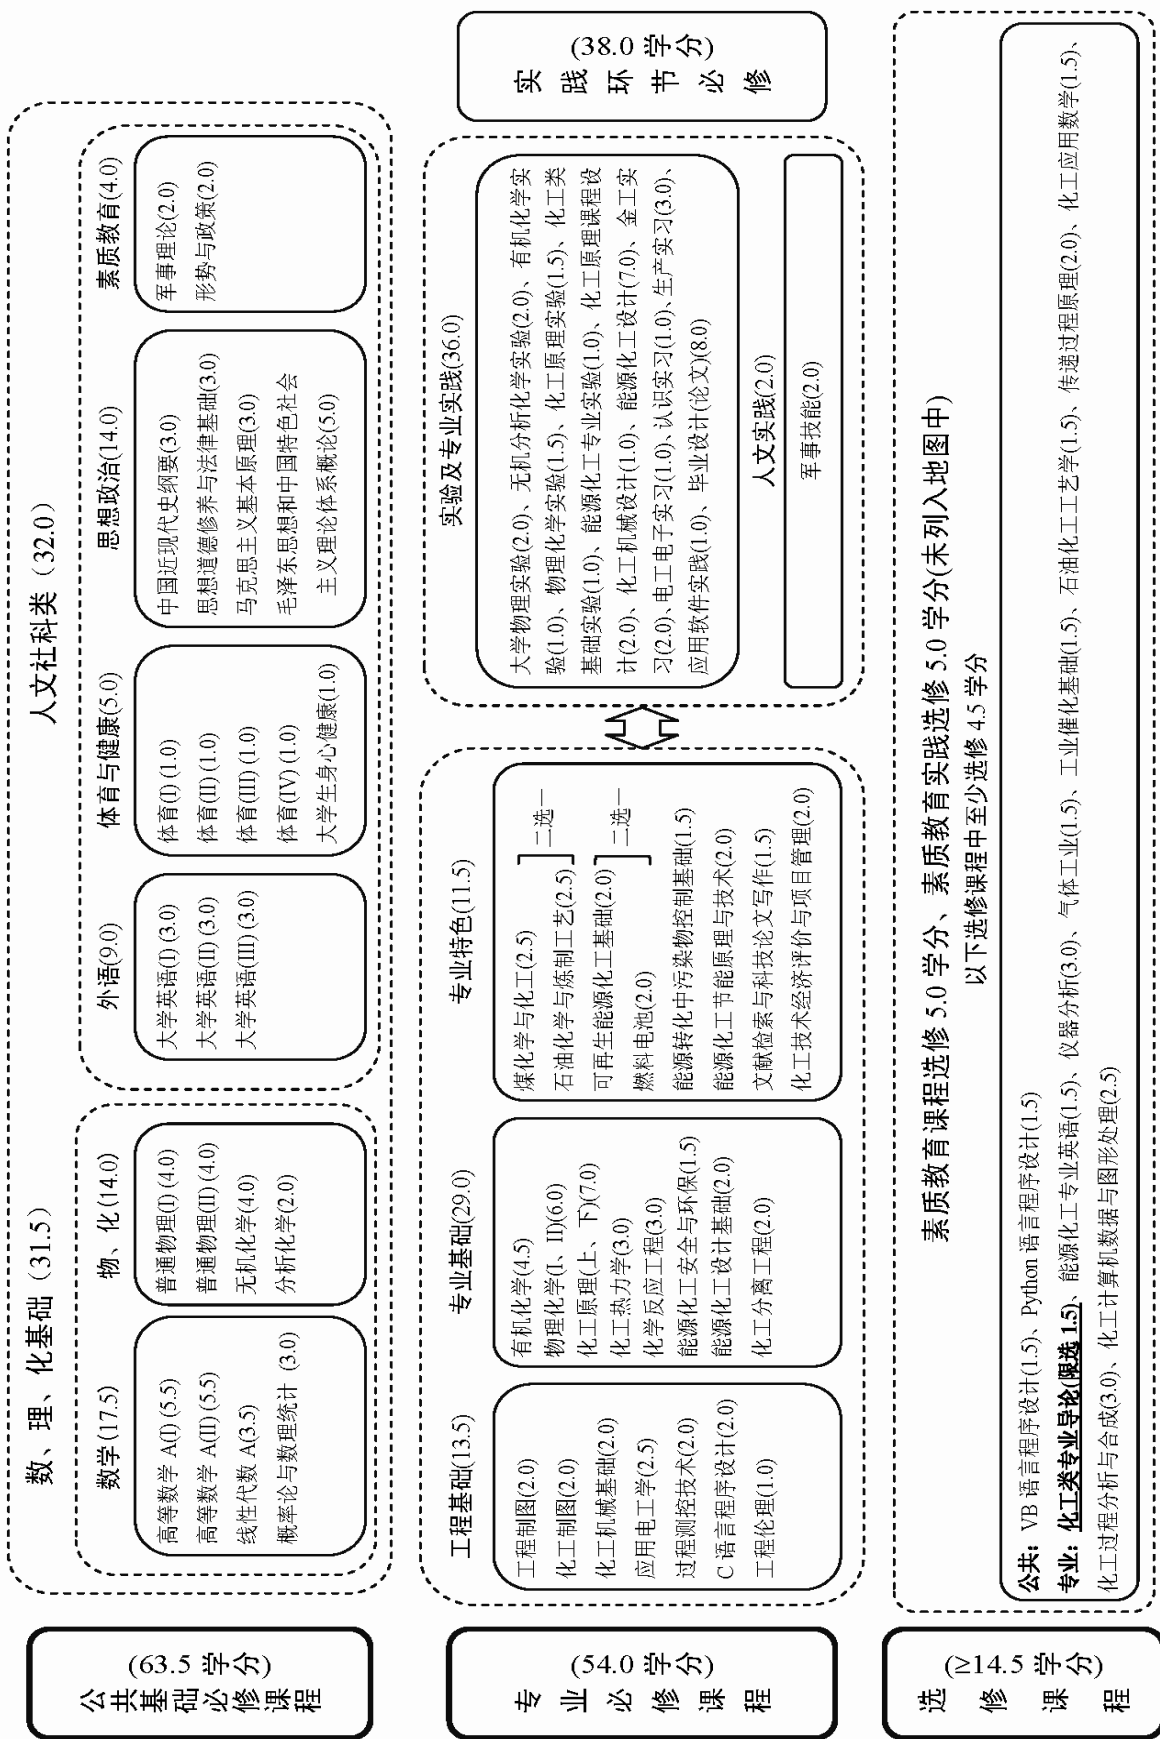 公共基础必修课程
(63.5 学分)
数、理、化基础（31.5）
数学(17.5)
高等数学 A(I) (5.5)
高等数学 A(II) (5.5)
线性代数 A(3.5)
概率论与数理统计 (3.0)
物、化(14.0)
普通物理(I) (4.0)
普通物理(II) (4.0)
无机化学(4.0)
分析化学(2.0)
人文社科类（32.0）
外语(9.0)
大学英语(I) (3.0)
大学英语(II) (3.0)
大学英语(III) (3.0)
体育与健康(5.0)
体育(I) (1.0)
体育(II) (1.0)
体育(III) (1.0)
体育(IV) (1.0)
大学生身心健康(1.0)
思想政治(14.0)
中国近现代史纲要(3.0)
思想道德修养与法律基础(3.0)
马克思主义基本原理(3.0)
毛泽东思想和中国特色社会
主义理论体系概论(5.0)
素质教育(4.0)
军事理论(2.0)
形势与政策(2.0)
专业必修课程
(54.0 学分)
工程基础(13.5)
工程制图(2.0)
化工制图(2.0)
化工机械基础(2.0)
应用电工学(2.5)
过程测控技术(2.0)
C 语言程序设计(2.0)
工程伦理(1.0)
专业基础(29.0)
有机化学(4.5)
物理化学(I、II)(6.0)
化工原理(上、下)(7.0)
化工热力学(3.0)
化学反应工程(3.0)
能源化工安全与环保(1.5)
能源化工设计基础(2.0)
化工分离工程(2.0)
专业特色(11.5)
煤化学与化工(2.5)
石油化学与炼制工艺(2.5)
二选一
可再生能源化工基础(2.0)
燃料电池(2.0)
二选一
能源转化中污染物控制基础(1.5)
能源化工节能原理与技术(2.0)
文献检索与科技论文写作(1.5)
化工技术经济评价与项目管理(2.0)
实验及专业实践(36.0)
大学物理实验(2.0)、无机分析化学实验(2.0)、有机化学实
验(1.0)、物理化学实验(1.5)、化工原理实验(1.5)、化工类
基础实验(1.0)、能源化工专业实验(1.0)、化工原理课程设
计(2.0)、化工机械设计(1.0)、能源化工设计(7.0)、金工实
习(2.0)、电工电子实习(1.0)、认识实习(1.0)、生产实习(3.0)、
应用软件实践(1.0)、毕业设计(论文)(8.0)
人文实践(2.0)
军事技能(2.0)
(38.0 学分)
实践环节必修
选修课程
(≥14.5 学分)
素质教育课程选修 5.0 学分、素质教育实践选修 5.0 学分(未列入地图中)
以下选修课程中至少选修 4.5 学分
公共：VB 语言程序设计(1.5)、Python 语言程序设计(1.5)
专业：化工类专业导论(限选 1.5)、能源化工专业英语(1.5)、仪器分析(3.0)、气体工业(1.5)、工业催化基础(1.5)、石油化工工艺学(1.5)、传递过程原理(2.0)、化工应用数学(1.5)、
化工过程分析与合成(3.0)、化工计算机数据与图形处理(2.5)